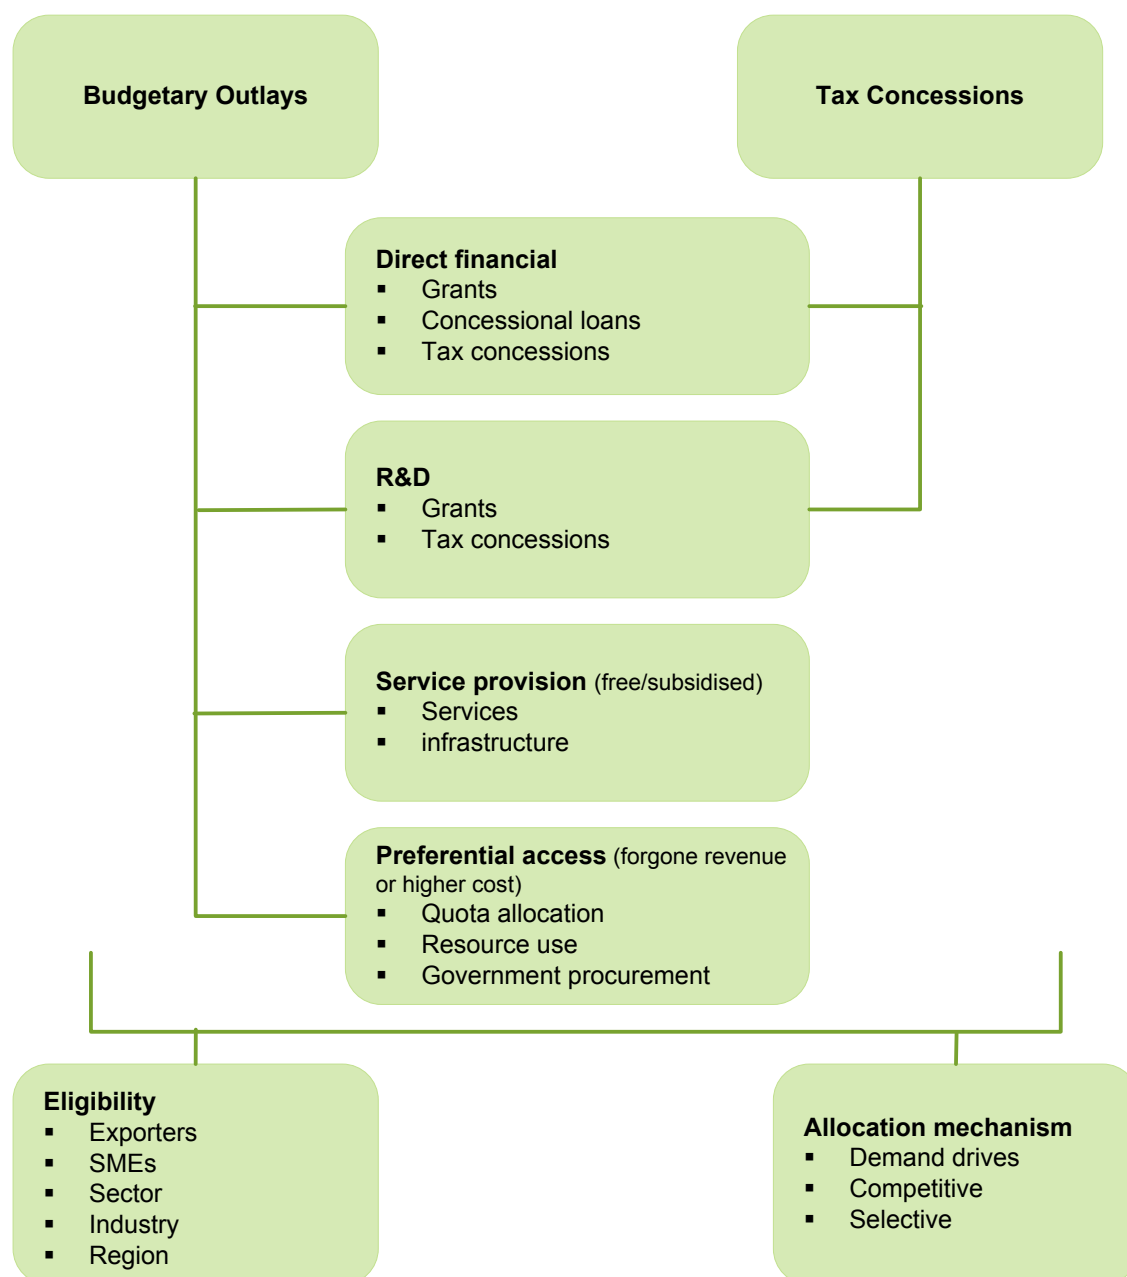 Budgetary Outlays
Tax Concessions
Direct financial
▪ Grants
▪ Concessional loans
▪ Tax concessions
R&D
▪ Grants
▪ Tax concessions
Service provision (free/subsidised)
▪ Services
▪ infrastructure
Preferential access (forgone revenue
or higher cost)
▪ Quota allocation
▪ Resource use
▪ Government procurement
Eligibility
▪ Exporters
▪ SMEs
▪ Sector
▪ Industry
▪ Region
Allocation mechanism
▪ Demand drives
▪ Competitive
▪ Selective